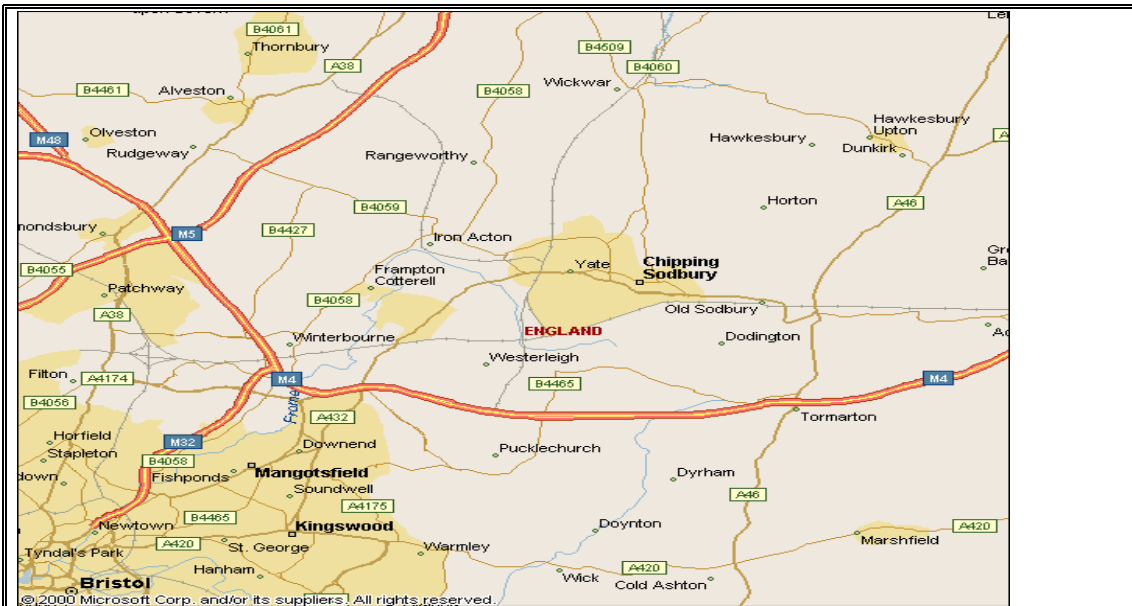 B4061
Thornbury
B4509
B4060
A38
Wickwar
B4461
Alveston
B4058
Hawkesbury
Upton
M48
Olveston
Rudgeway
Rangeworthy
Hawkesbury
Dunkirk
Horton
B4059
A46
mondsbury
M5
B4427
Iron Acton
B4055
Frampton
Cotterell
Yate
Chipping
Sodbury
Patchway
B4058
Old Sodbury
A38
ENGLAND
Winterbourne
Dodington
Westerleigh
Filton
A4174
M4
B4465
M4
B4056
Frome
A432
Tormarton
Horfield
M32
Downend
Pucklechurch
Stapleton
B4058
Fishponds
Mangotsfield
Dyrham
down
Soundwell
A4175
A46
B4465
Newtown
Kingswood
Doynton
A420
Tyndal's Park
A420
St. George
Warmley
Marshfield
Hanham
Wick
A420
Cold Ashton
Bristol
© 2000 Microsoft Corp. and/or its suppliers. All rights reserved.